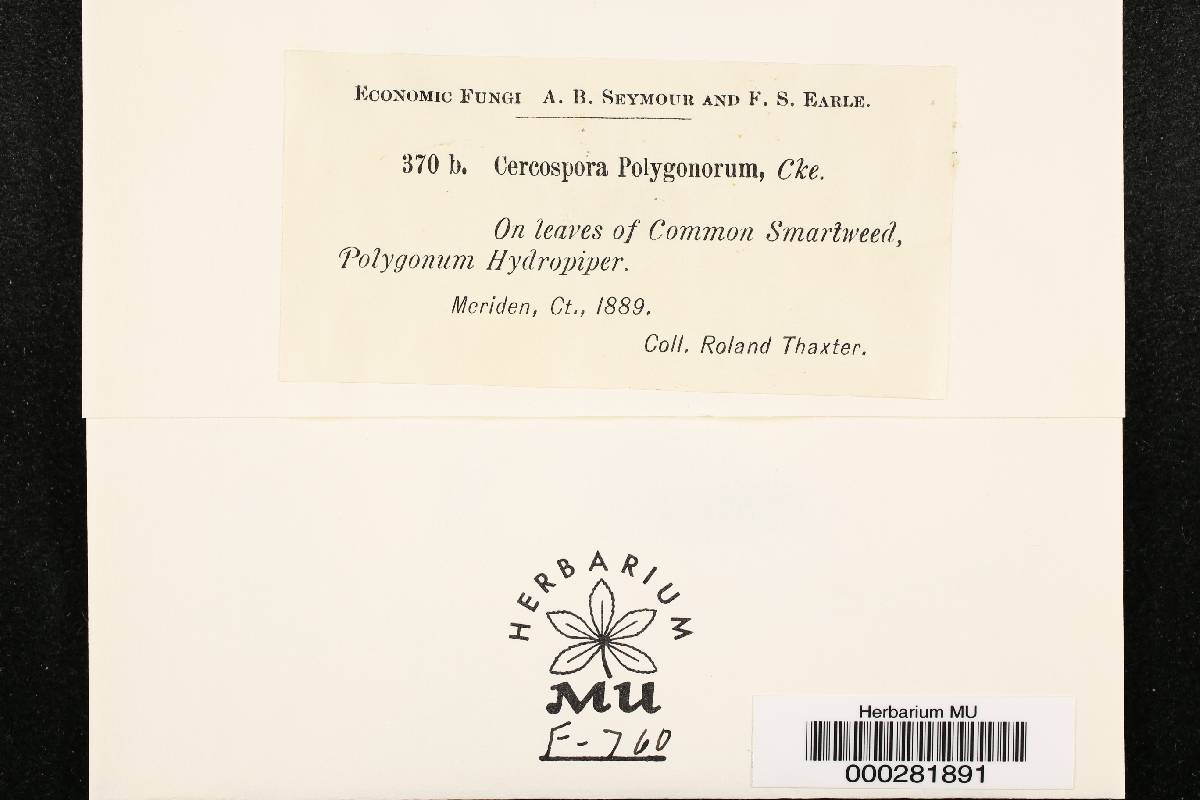 ECONOMIC FUNGI A. B. SEYMOUR AND F. S. EARLE.
370 b. Cercospora Polygonorum, Cke.
On leaves of Common Smartweed,
Polygonum Hydropiper.
Meriden, Ct., 1889.
Coll. Roland Thaxter.
HERBARIUM
MU
F-760
Herbarium MU
000281891